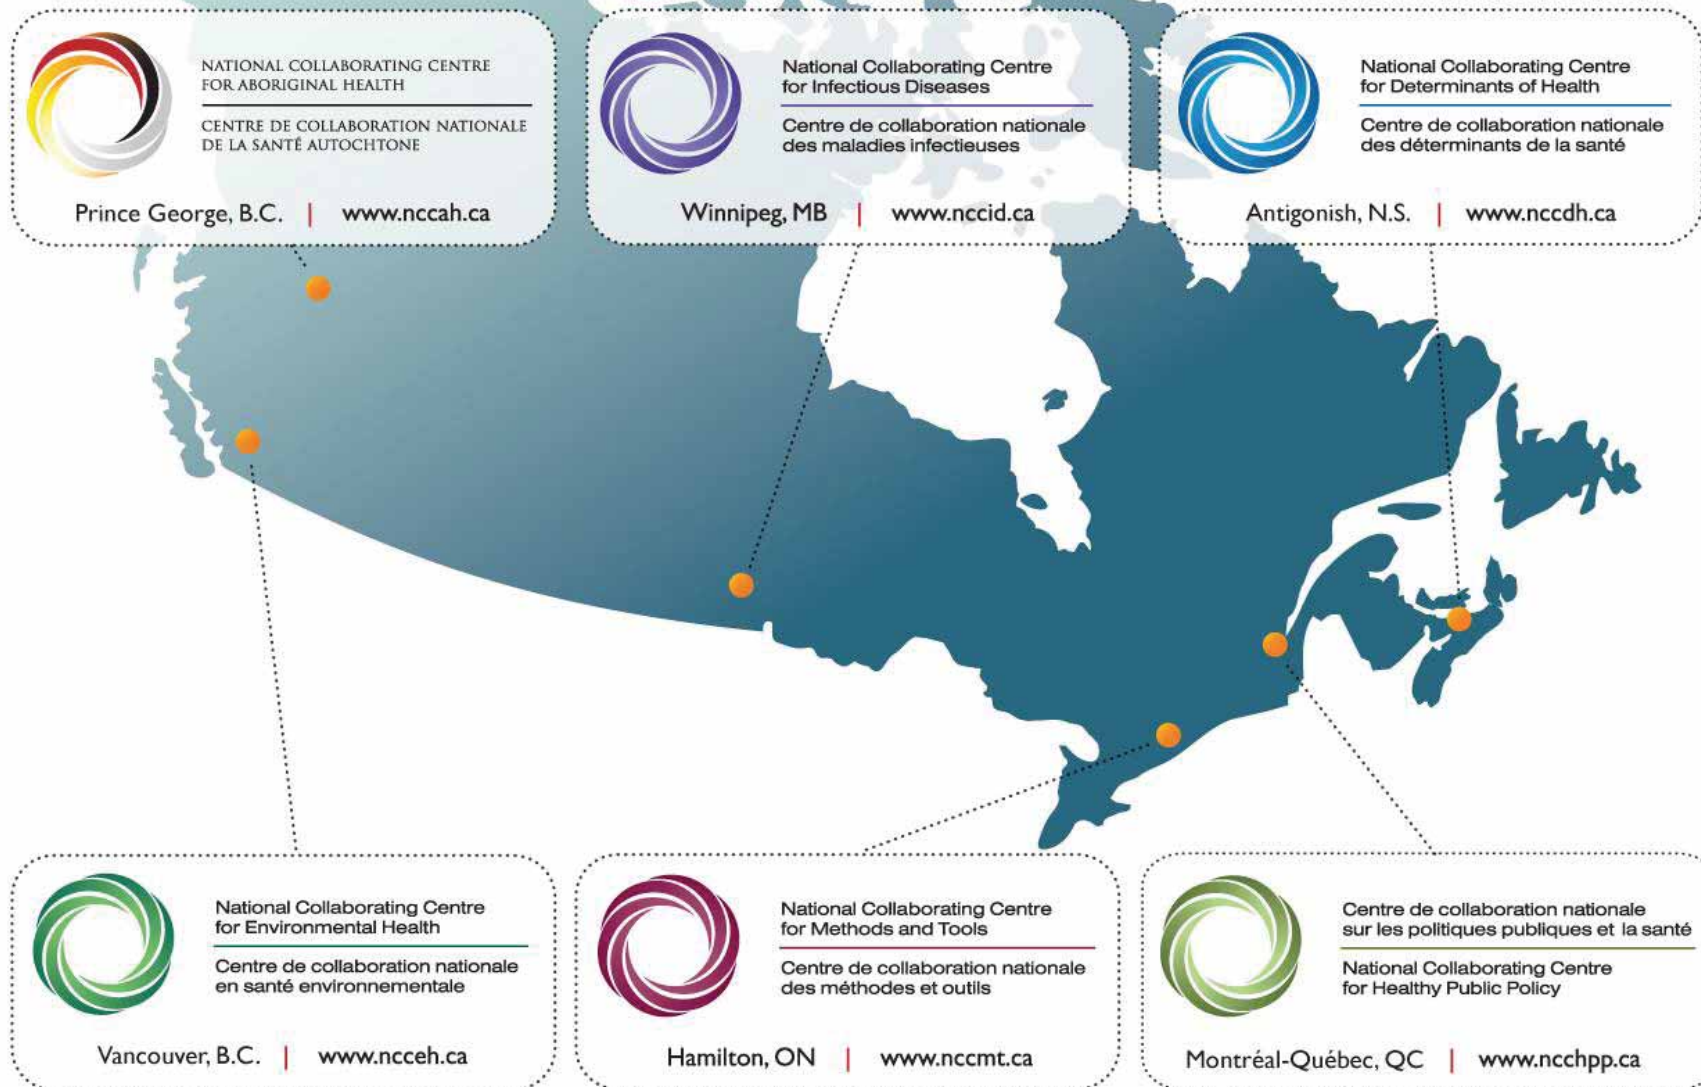 NATIONAL COLLABORATING CENTRE
FOR ABORIGINAL HEALTH
CENTRE DE COLLABORATION NATIONALE
DE LA SANTÉ AUTOCHTONE
Prince George, B.C. | www.nccah.ca
National Collaborating Centre
for Infectious Diseases
Centre de collaboration nationale
des maladies infectieuses
Winnipeg, MB | www.nccid.ca
National Collaborating Centre
for Determinants of Health
Centre de collaboration nationale
des déterminants de la santé
Antigonish, N.S. | www.nccdh.ca
National Collaborating Centre
for Environmental Health
Centre de collaboration nationale
en santé environnementale
Vancouver, B.C. | www.ncceh.ca
National Collaborating Centre
for Methods and Tools
Centre de collaboration nationale
des méthodes et outils
Hamilton, ON | www.nccmt.ca
Centre de collaboration nationale
sur les politiques publiques et la santé
National Collaborating Centre
for Healthy Public Policy
Montréal-Québec, QC | www.ncchpp.ca